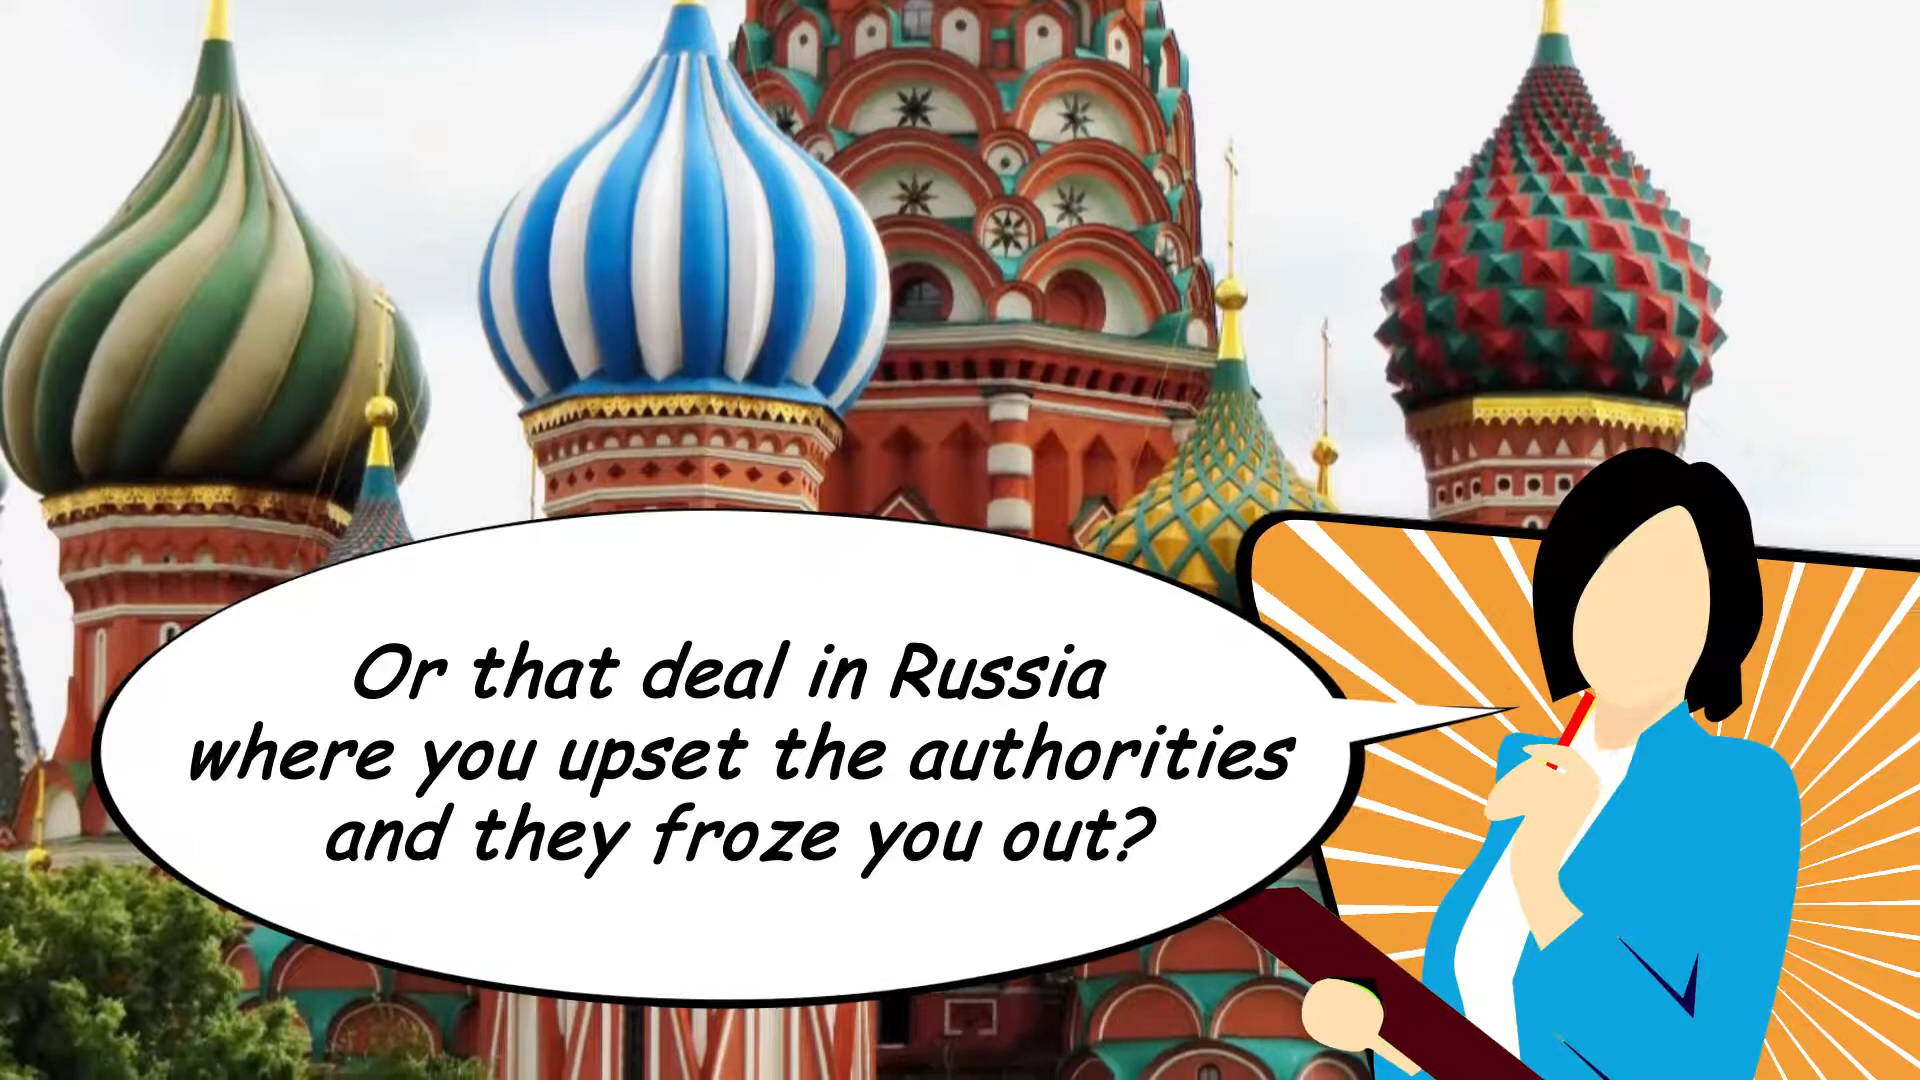 Or that deal in Russia
where you upset the authorities
and they froze you out?